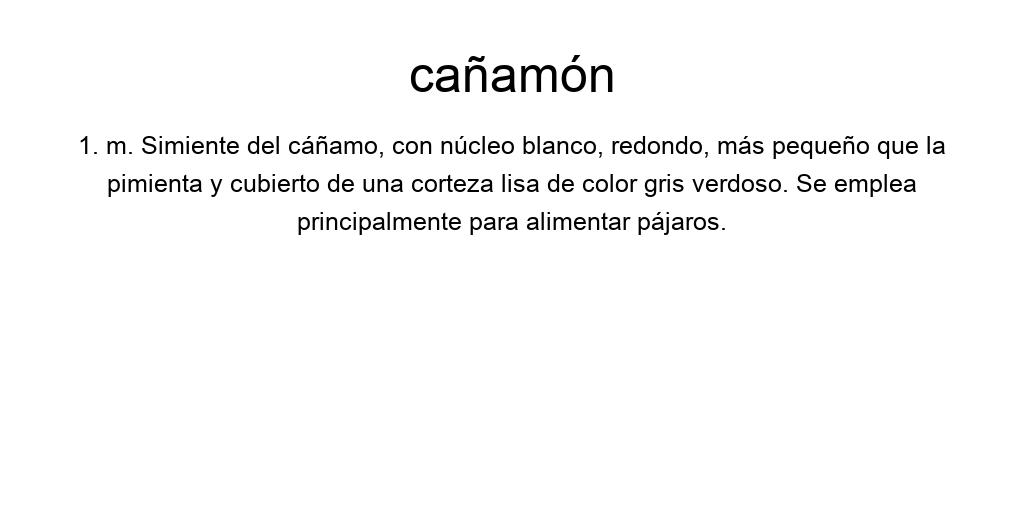 cañamón
1. m. Simiente del cáñamo, con núcleo blanco, redondo, más pequeño que la
pimienta y cubierto de una corteza lisa de color gris verdoso. Se emplea
principalmente para alimentar pájaros.